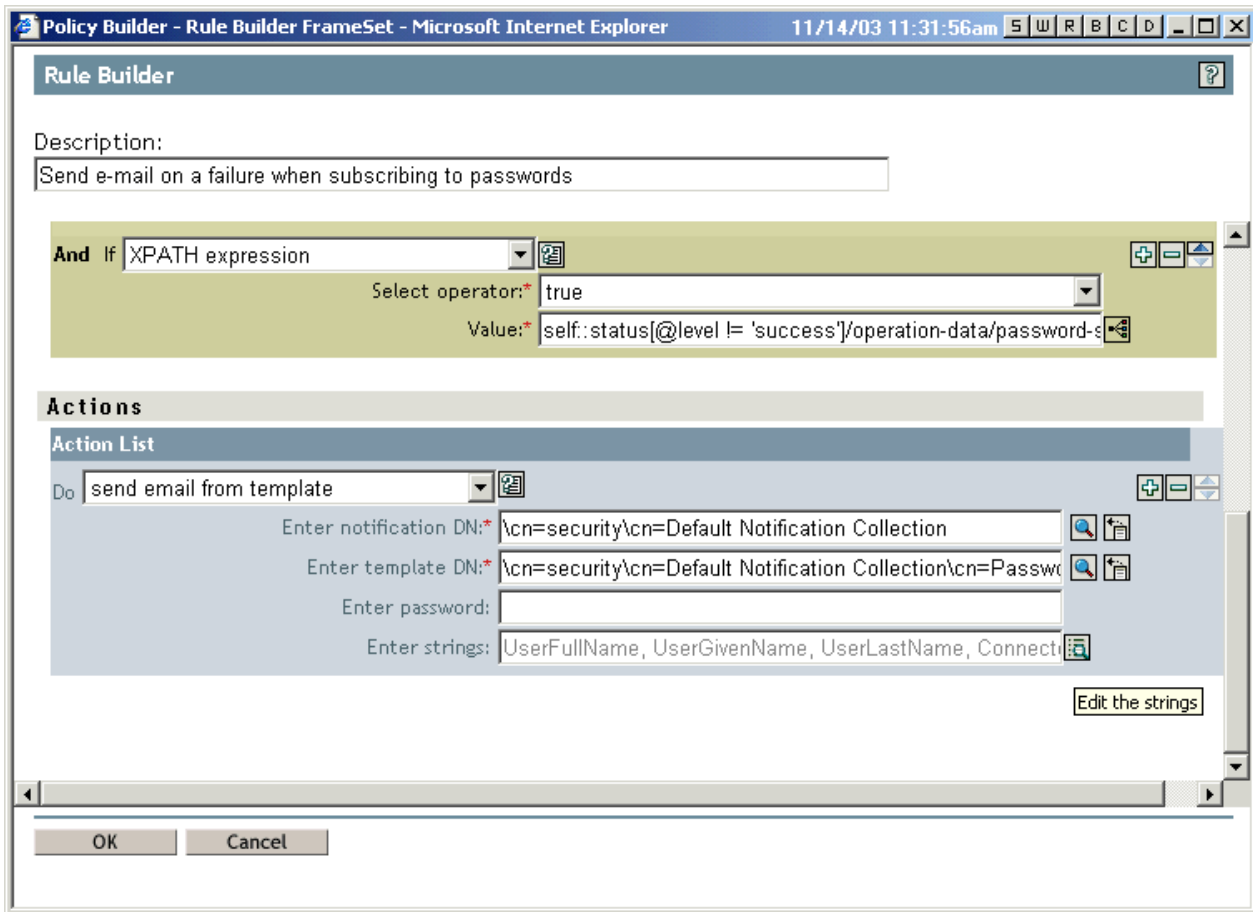 Policy Builder - Rule Builder FrameSet - Microsoft Internet Explorer 11/14/03 11:31:56am S W R B C D
Rule Builder ?
Description:
Send e-mail on a failure when subscribing to passwords
And If XPATH expression
Select operator:* true
Value:* self::status[@level != 'success']/operation-data/password-s
Actions
Action List
Do send email from template
Enter notification DN:* \cn=security\cn=Default Notification Collection
Enter template DN:* \cn=security\cn=Default Notification Collection\cn=Passwo
Enter password:
Enter strings: UserFullName, UserGivenName, UserLastName, Connecte
Edit the strings
OK Cancel